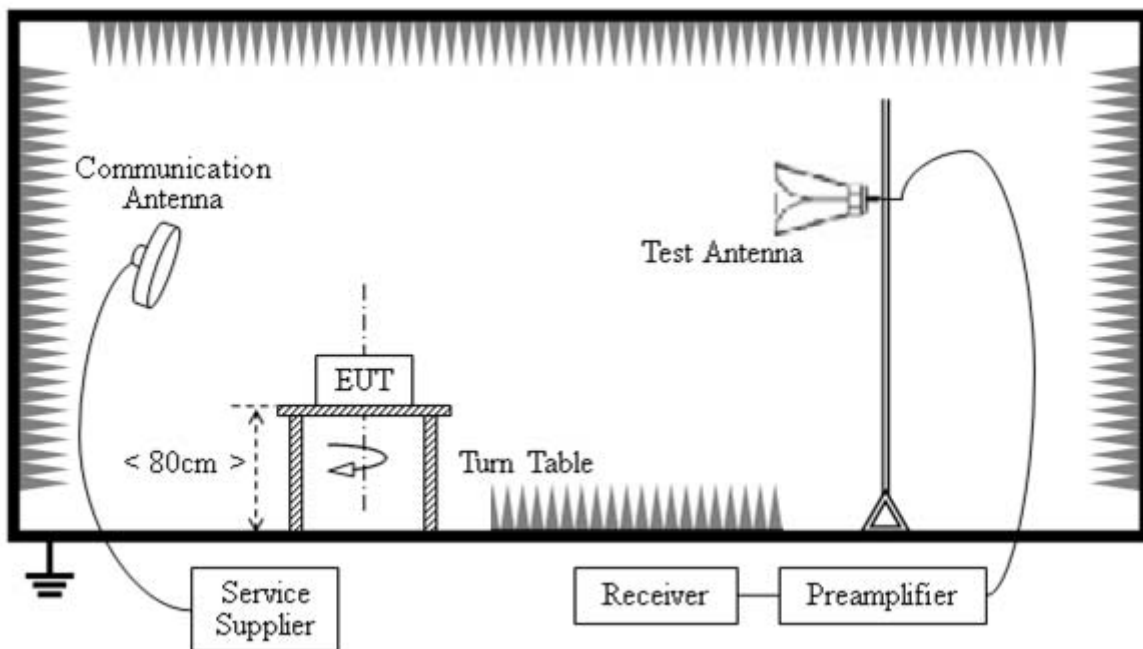 Communication
Antenna
Test Antenna
EUT
< 80cm >
Turn Table
Service
Supplier
Receiver
Preamplifier